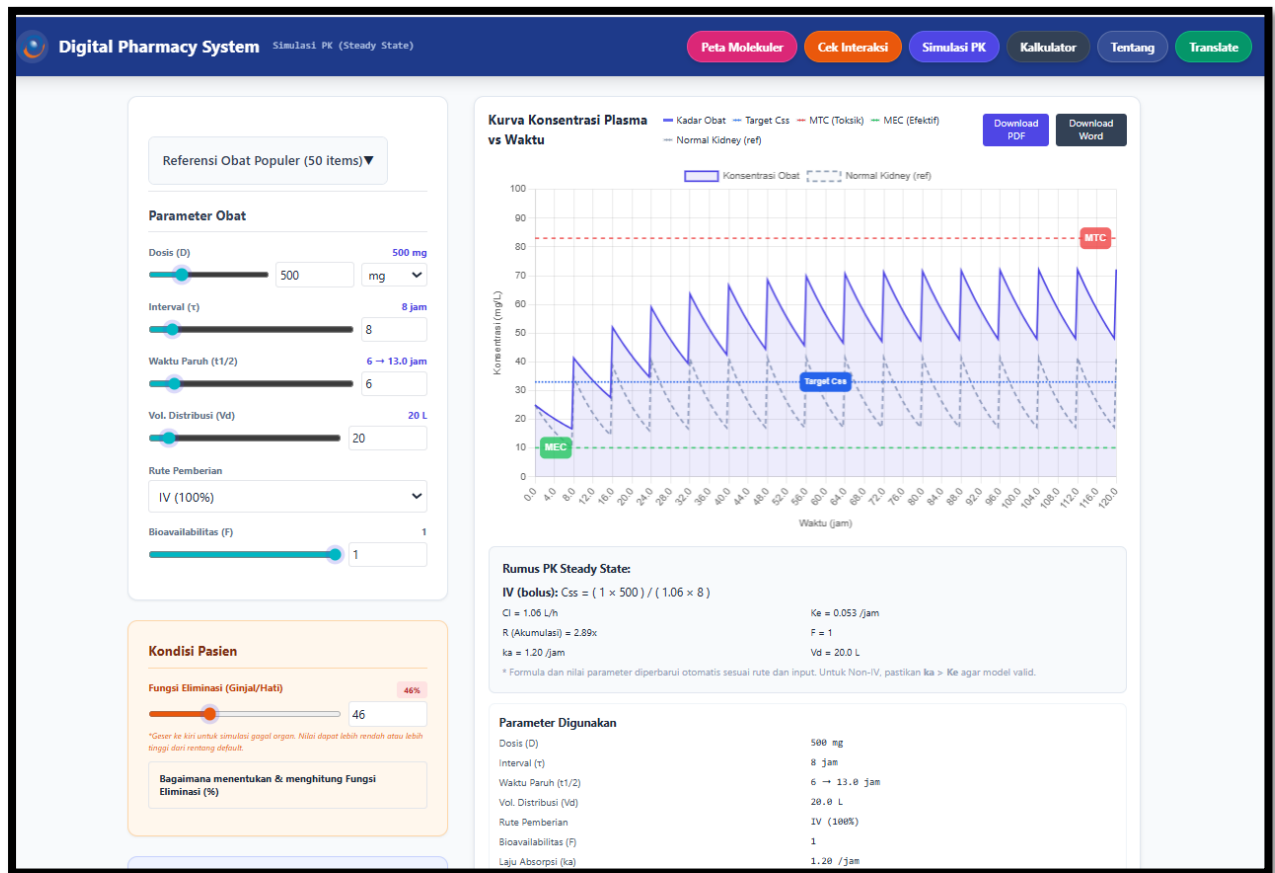 Digital Pharmacy System Simulasi PK (Steady State)
Peta Molekuler Cek Interaksi Simulasi PK Kalkulator Tentang Translate
Referensi Obat Populer (50 items)▼
Parameter Obat
Dosis (D) 500 mg
500 mg
Interval (τ) 8 jam
8
Waktu Paruh (t1/2) 6 → 13.0 jam
6
Vol. Distribusi (Vd) 20 L
20
Rute Pemberian
IV (100%)
Bioavailabilitas (F) 1
1
Kondisi Pasien
Fungsi Eliminasi (Ginjal/Hati) 46%
46
*Geser ke kiri untuk simulasi gagal organ. Nilai dapat lebih rendah atau lebih
tinggi dari rentang default.
Bagaimana menentukan & menghitung Fungsi
Eliminasi (%)
Kurva Konsentrasi Plasma
vs Waktu
Kadar Obat Target Css MTC (Toksik) MEC (Efektif)
Normal Kidney (ref)
Download
PDF
Download
Word
Konsentrasi Obat Normal Kidney (ref)
Konsentrasi (mg/L)
100
90
80
70
60
50
40
30
20
10
0
MTC
Target Css
MEC
0.0 4.0 8.0 12.0 16.0 20.0 24.0 28.0 32.0 36.0 40.0 44.0 48.0 52.0 56.0 60.0 64.0 68.0 72.0 76.0 80.0 84.0 88.0 92.0 96.0 100.0 104.0 108.0 112.0 116.0 120.0
Waktu (jam)
Rumus PK Steady State:
IV (bolus): Css = ( 1 × 500 ) / ( 1.06 × 8 )
Cl = 1.06 L/h Ke = 0.053 /jam
R (Akumulasi) = 2.89x F = 1
ka = 1.20 /jam Vd = 20.0 L
* Formula dan nilai parameter diperbarui otomatis sesuai rute dan input. Untuk Non-IV, pastikan ka > Ke agar model valid.
Parameter Digunakan
Dosis (D) 500 mg
Interval (τ) 8 jam
Waktu Paruh (t1/2) 6 → 13.0 jam
Vol. Distribusi (Vd) 20.0 L
Rute Pemberian IV (100%)
Bioavailabilitas (F) 1
Laju Absorpsi (ka) 1.20 /jam